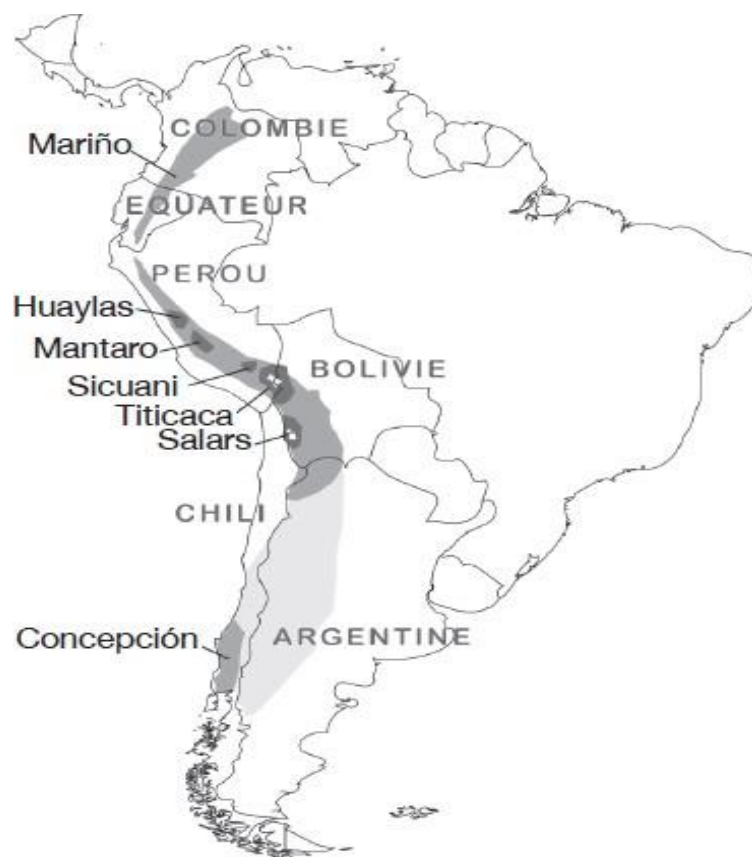 COLOMBIE
Mariño
EQUATEUR
PEROU
Huaylas
Mantaro
BOLIVIE
Sicuani
Titicaca
Salars
CHILI
Concepción
ARGENTINE